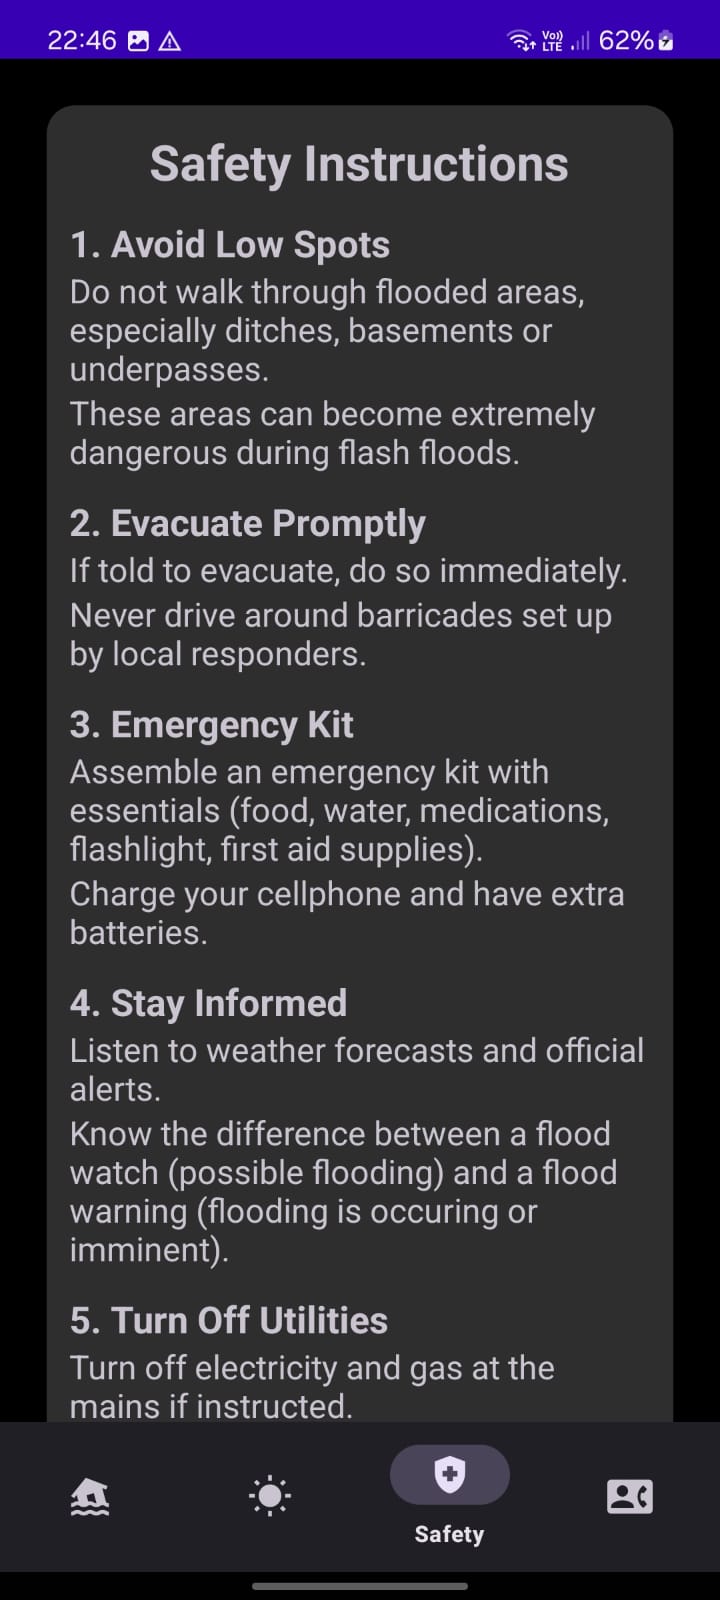 22:46 Vo)) LTE 62%
Safety Instructions
1. Avoid Low Spots
Do not walk through flooded areas,
especially ditches, basements or
underpasses.
These areas can become extremely
dangerous during flash floods.
2. Evacuate Promptly
If told to evacuate, do so immediately.
Never drive around barricades set up
by local responders.
3. Emergency Kit
Assemble an emergency kit with
essentials (food, water, medications,
flashlight, first aid supplies).
Charge your cellphone and have extra
batteries.
4. Stay Informed
Listen to weather forecasts and official
alerts.
Know the difference between a flood
watch (possible flooding) and a flood
warning (flooding is occuring or
imminent).
5. Turn Off Utilities
Turn off electricity and gas at the
mains if instructed.
Safety